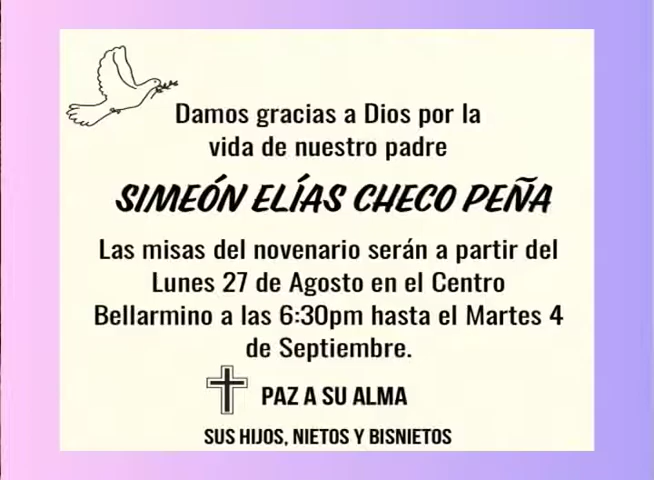 Damos gracias a Dios por la
vida de nuestro padre
SIMEÓN ELÍAS CHECO PEÑA
Las misas del novenario serán a partir del
Lunes 27 de Agosto en el Centro
Bellarmino a las 6:30pm hasta el Martes 4
de Septiembre.
PAZ A SU ALMA
SUS HIJOS, NIETOS Y BISNIETOS